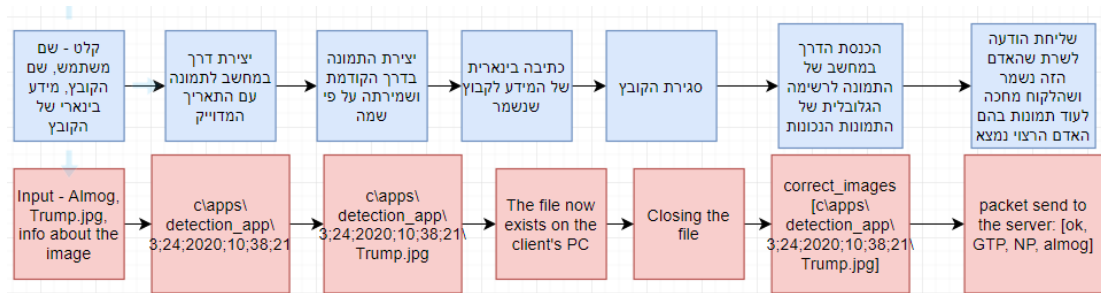 קלט - שם
משתמש, שם
הקובץ, מידע
בינארי של
הקובץ
יצירת דרך
במחשב לתמונה
עם התאריך
המדוייק
יצירת התמונה
בדרך הקודמת
ושמירתה על פי
שמה
כתיבה בינארית
של המידע לקבוץ
שנשמר
סגירת הקובץ
הכנסת הדרך
במחשב של
התמונה לרשימה
הגלובלית של
התמונות הנכונות
שליחת הודעה
לשרת שהאדם
הזה נשמר
ושהלקוח מחכה
לעוד תמונות בהם
האדם הרצוי נמצא
Input - Almog,
Trump.jpg,
info about the
image
c\apps\
detection_app\
3;24;2020;10;38;21
c\apps\
detection_app\
3;24;2020;10;38;21\
Trump.jpg
The file now
exists on the
client's PC
Closing the
file
correct_images
[c\apps\
detection_app\
3;24;2020;10;38;21\
Trump.jpg]
packet send to
the server: [ok,
GTP, NP, almog]